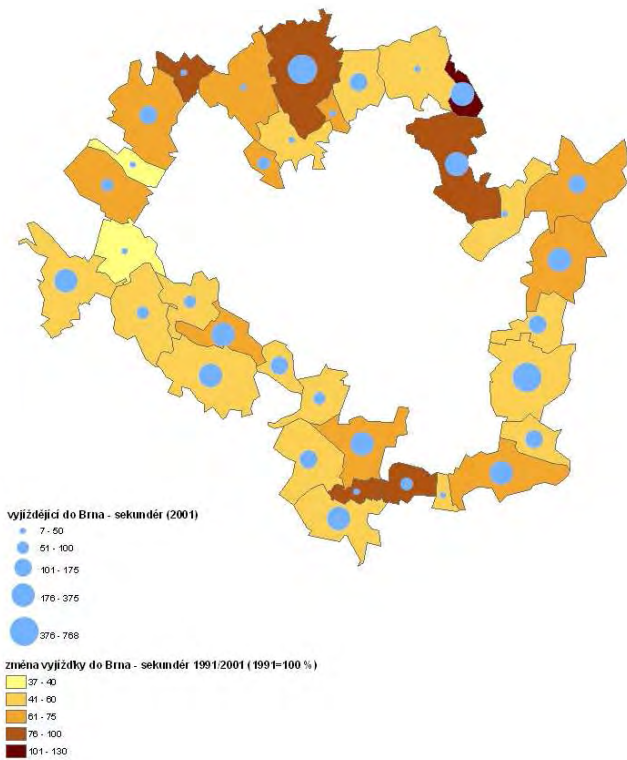 vyjíždějící do Brna - sekundér (2001)
7 - 50
51 - 100
101 - 175
176 - 375
376 - 768
změna vyjížďky do Brna - sekundér 1991/2001 (1991=100 %)
37 - 40
41 - 60
61 - 75
76 - 100
101 - 130